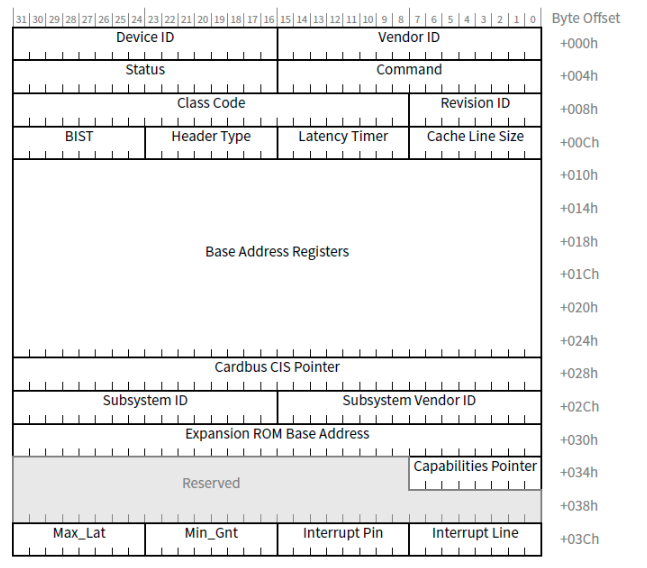 31 30 29 28 27 26 25 24 23 22 21 20 19 18 17 16 15 14 13 12 11 10 9 8 7 6 5 4 3 2 1 0 Byte Offset
Device ID Vendor ID +000h
Status Command +004h
Class Code Revision ID +008h
BIST Header Type Latency Timer Cache Line Size +00Ch
+010h
+014h
+018h
Base Address Registers
+01Ch
+020h
+024h
Cardbus CIS Pointer +028h
Subsystem ID Subsystem Vendor ID +02Ch
Expansion ROM Base Address +030h
Capabilities Pointer +034h
Reserved
+038h
Max_Lat Min_Gnt Interrupt Pin Interrupt Line +03Ch